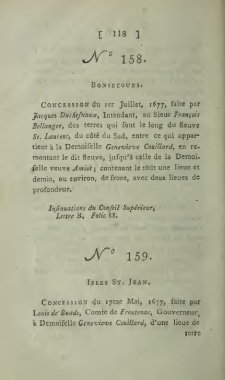 [ 118 ]
N° 158.
BONSECOURS.
CONCESSION du 1er Juillet, 1677, faite par
Jacques Duchesneau, Intendant, au Sieur François
Bellanger, des terres qui sont le long du fleuve
St. Laurent, du côté du Sud, entre ce qui appar-
tient à la Demoiselle Genevieve Couillard, en re-
montant le dit fleuve, jusqu'à celle de la Demoi-
selle veuve Amiot; contenant le tout une lieue et
demie, ou environ, de front, avec deux lieues de
profondeur.
Insinuations du Conseil Supérieur,
Lettre B. Folio 88.
N° 159.
ISLES ST. JEAN.
CONCESSION du 17me Mai, 1677, faite par
Louis de Buade, Comte de Frontenac, Gouverneur,
à Demoiselle Genevieve Couillard, d'une lieue de
terre